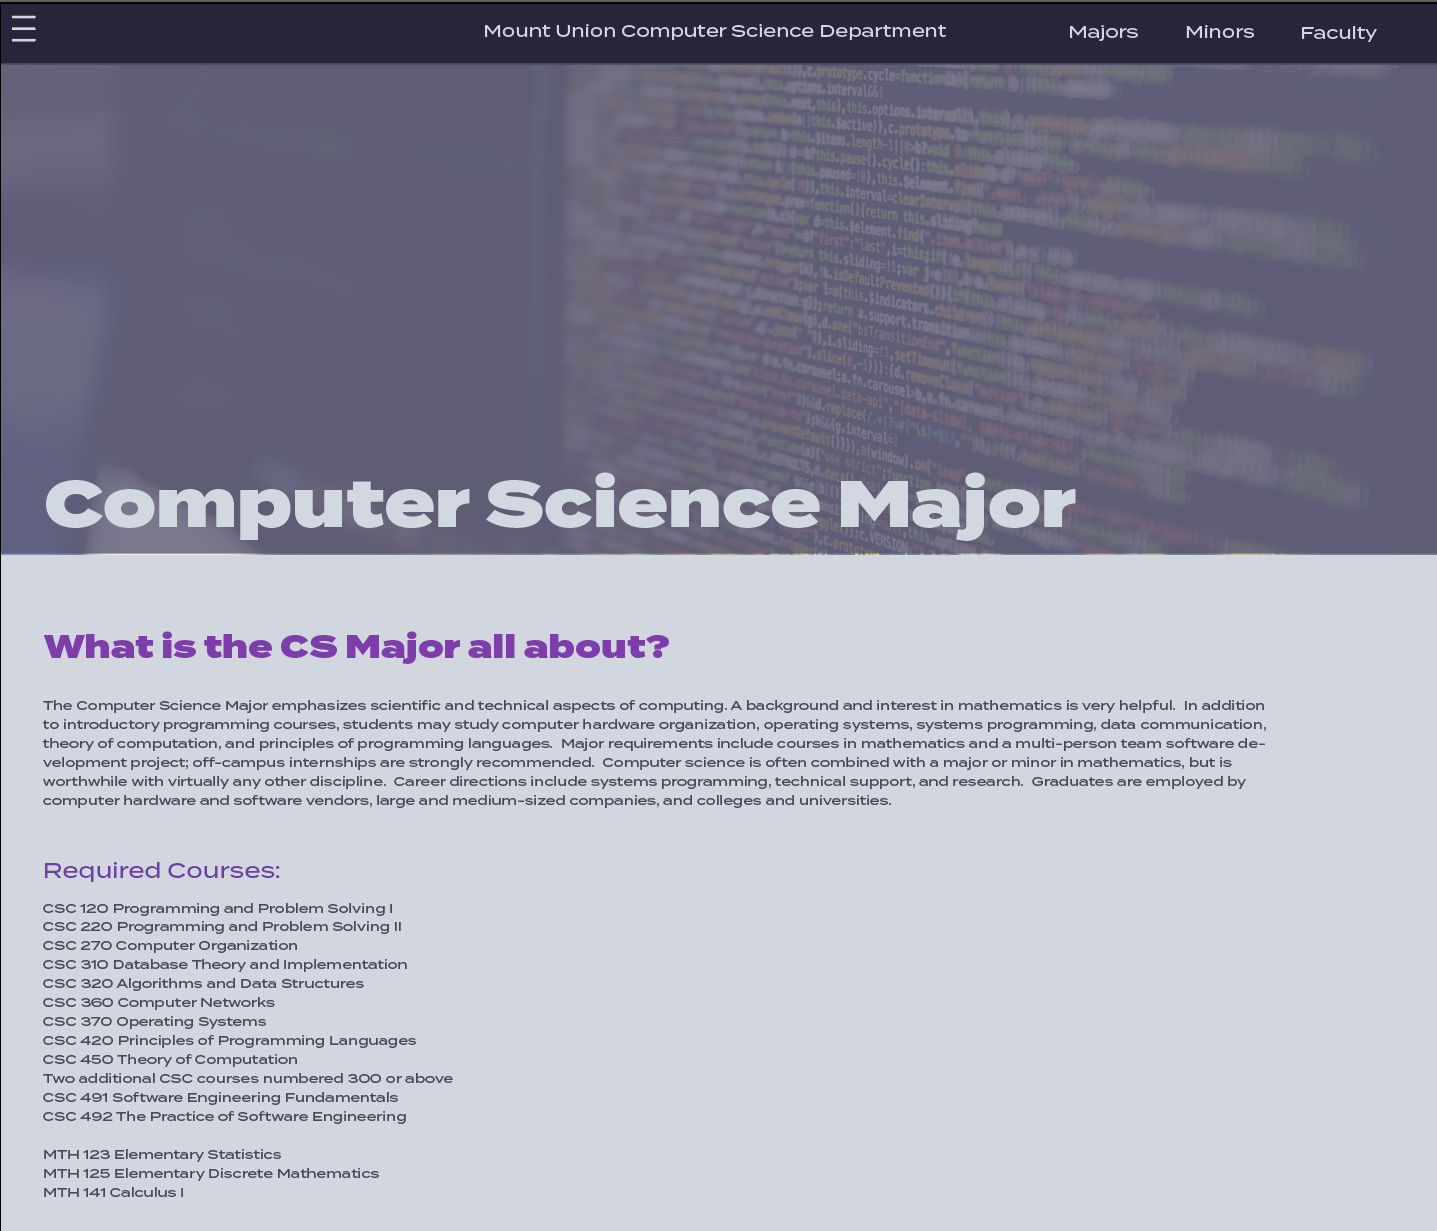 Mount Union Computer Science Department
Majors
Minors
Faculty
Computer Science Major
What is the CS Major all about?
The Computer Science Major emphasizes scientific and technical aspects of computing. A background and interest in mathematics is very helpful.  In addition
to introductory programming courses, students may study computer hardware organization, operating systems, systems programming, data communication,
theory of computation, and principles of programming languages.  Major requirements include courses in mathematics and a multi-person team software de-
velopment project; off-campus internships are strongly recommended.  Computer science is often combined with a major or minor in mathematics, but is
worthwhile with virtually any other discipline.  Career directions include systems programming, technical support, and research.  Graduates are employed by
computer hardware and software vendors, large and medium-sized companies, and colleges and universities.
Required Courses:
CSC 120 Programming and Problem Solving I
CSC 220 Programming and Problem Solving II
CSC 270 Computer Organization
CSC 310 Database Theory and Implementation
CSC 320 Algorithms and Data Structures
CSC 360 Computer Networks
CSC 370 Operating Systems
CSC 420 Principles of Programming Languages
CSC 450 Theory of Computation
Two additional CSC courses numbered 300 or above
CSC 491 Software Engineering Fundamentals
CSC 492 The Practice of Software Engineering
MTH 123 Elementary Statistics
MTH 125 Elementary Discrete Mathematics
MTH 141 Calculus I